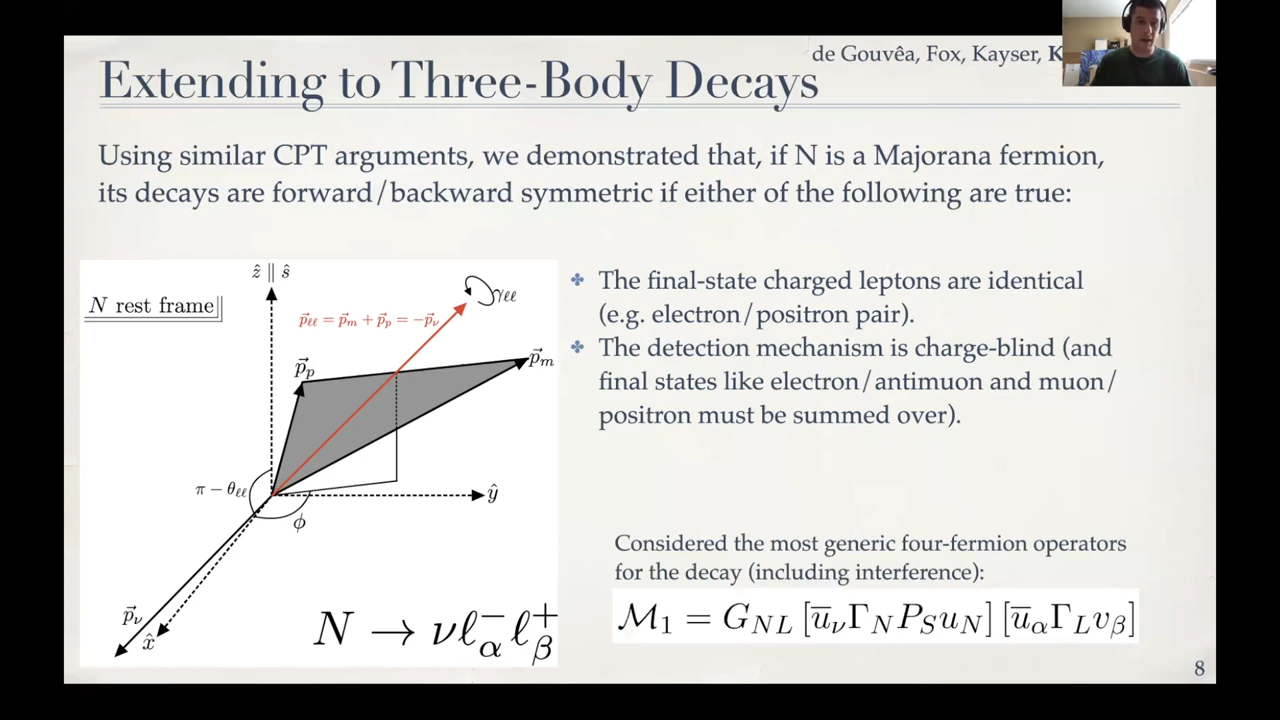 de Gouvêa, Fox, Kayser,
Extending to Three-Body Decays
Using similar CPT arguments, we demonstrated that, if N is a Majorana fermion,
its decays are forward/backward symmetric if either of the following are true:
ẑ ∥ ŝ
N rest frame
γℓℓ
p⃗ℓℓ = p⃗m + p⃗p = −p⃗ν
p⃗p
p⃗m
π − θℓℓ
ŷ
ϕ
p⃗ν
x̂
N → νℓ⁻α ℓ⁺β
✤ The final-state charged leptons are identical
(e.g. electron/positron pair).
✤ The detection mechanism is charge-blind (and
final states like electron/antimuon and muon/
positron must be summed over).
Considered the most generic four-fermion operators
for the decay (including interference):
ℳ₁ = G_NL [ū_ν Γ_N P_S u_N] [ū_α Γ_L v_β]
8